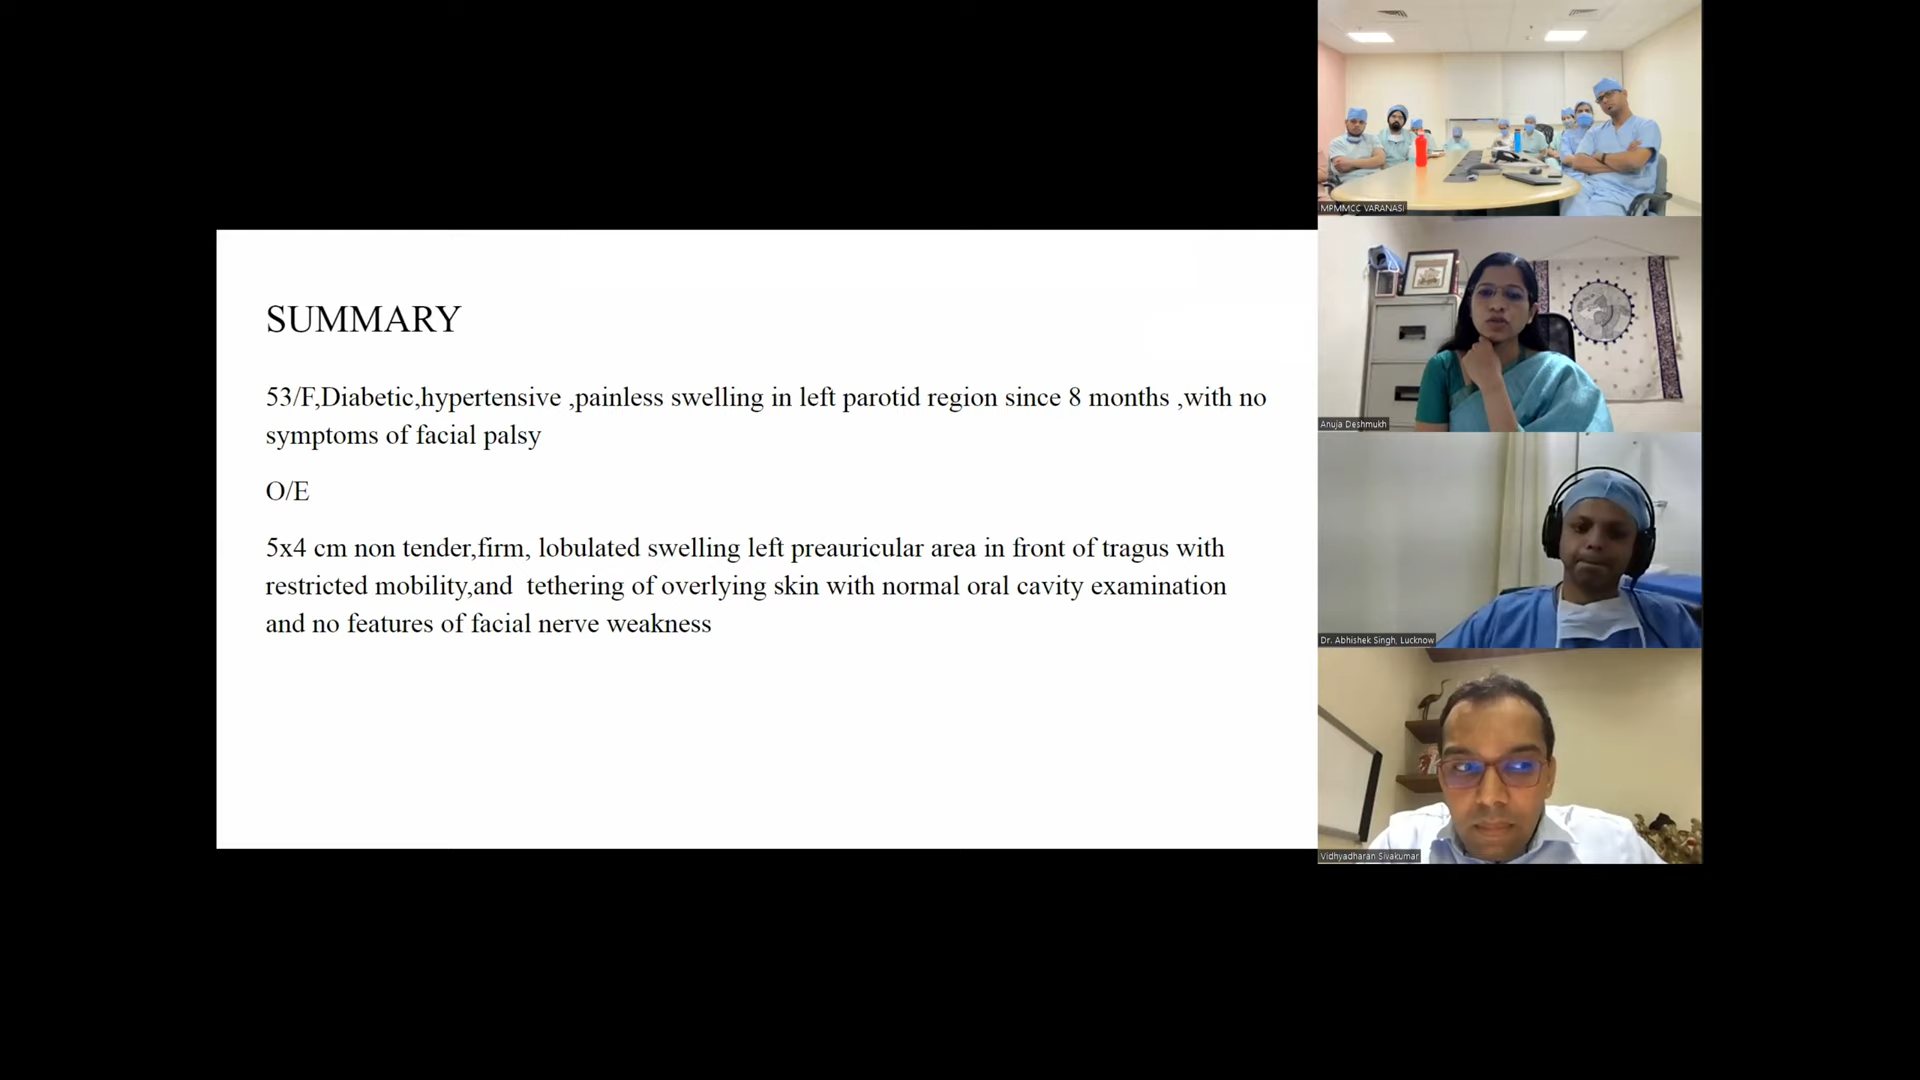 SUMMARY
53/F,Diabetic,hypertensive ,painless swelling in left parotid region since 8 months ,with no
symptoms of facial palsy
O/E
5x4 cm non tender,firm, lobulated swelling left preauricular area in front of tragus with
restricted mobility,and  tethering of overlying skin with normal oral cavity examination
and no features of facial nerve weakness
MPMMCC VARANASI
Anuja Deshmukh
Dr. Abhishek Singh, Lucknow
Vidhyadharan Sivakumar